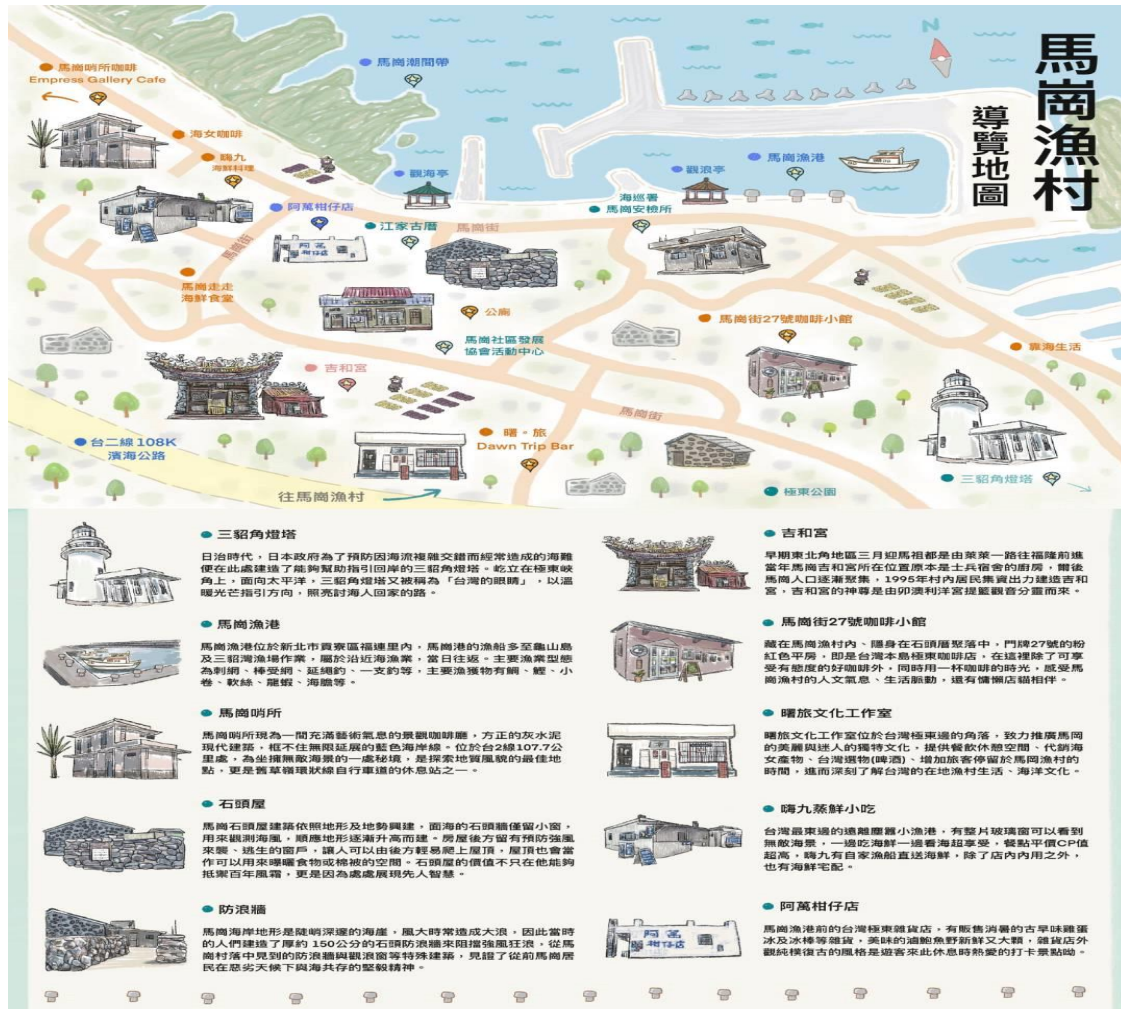 馬崗漁村
導覽地圖
N
馬崗哨所咖啡
Empress Gallery Cafe
馬崗潮間帶
海女咖啡
嗨九
海鮮料理
觀海亭
觀浪亭
馬崗漁港
海巡署
馬崗安檢所
阿萬柑仔店
阿萬
柑仔店
江家古厝
馬崗街
馬崗街
馬崗走走
海鮮食堂
公廁
馬崗社區發展
協會活動中心
馬崗街27號咖啡小館
靠海生活
吉和宮
馬崗街
台二線 108K
濱海公路
曙。旅
Dawn Trip Bar
往馬崗漁村
極東公園
三貂角燈塔
三貂角燈塔
日治時代，日本政府為了預防因海流複雜交錯而經常造成的海難
便在此處建造了能夠幫助指引回岸的三貂角燈塔。屹立在極東岬
角上，面向太平洋，三貂角燈塔又被稱為「台灣的眼睛」，以溫
暖光芒指引方向，照亮討海人回家的路。
馬崗漁港
馬崗漁港位於新北市貢寮區福連里內，馬崗港的漁船多至龜山島
及三貂灣漁場作業，屬於沿近海漁業，當日往返。主要漁業型態
為刺網、棒受網、延繩釣、一支釣等，主要漁獲物有鯛、鰹、小
卷、軟絲、龍蝦、海膽等。
馬崗哨所
馬崗哨所現為一間充滿藝術氣息的景觀咖啡廳，方正的灰水泥
現代建築，框不住無限延展的藍色海岸線。位於台2線107.7公
里處，為坐擁無敵海景的一處秘境，是探索地質風貌的最佳地
點，更是舊草嶺環狀線自行車道的休息站之一。
石頭屋
馬崗石頭屋建築依照地形及地勢興建，面海的石頭牆僅留小窗，
用來觀測海風，順應地形逐漸升高而建。房屋後方留有預防強風
來襲、逃生的窗戶，讓人可以由後方輕易爬上屋頂，屋頂也會當
作可以用來曝曬食物或棉被的空間。石頭屋的價值不只在他能夠
抵禦百年風霜，更是因為處處展現先人智慧。
防浪牆
馬崗海岸地形是陡峭深邃的海崖，風大時常造成大浪，因此當時
的人們建造了厚約 150公分的石頭防浪牆來阻擋強風狂浪，從馬
崗村落中見到的防浪牆與觀浪窗等特殊建築，見證了從前馬崗居
民在惡劣天候下與海共存的堅毅精神。
吉和宮
早期東北角地區三月迎馬祖都是由萊萊一路往福隆前進
當年馬崗吉和宮所在位置原本是士兵宿舍的廚房，爾後
馬崗人口逐漸聚集，1995年村內居民集資出力建造吉和
宮，吉和宮的神尊是由卯澳利洋宮提籃觀音分靈而來。
馬崗街27號咖啡小館
藏在馬崗漁村內、隱身在石頭厝聚落中，門牌27號的粉
紅色平房，即是台灣本島極東咖啡店，在這裡除了可享
受有態度的好咖啡外，同時用一杯咖啡的時光，感受馬
崗漁村的人文氣息、生活脈動，還有慵懶店貓相伴。
曙旅文化工作室
曙旅文化工作室位於台灣極東邊的角落，致力推廣馬岡
的美麗與迷人的獨特文化，提供餐飲休憩空間、代銷海
女產物、台灣選物(啤酒)、增加旅客停留於馬岡漁村的
時間，進而深刻了解台灣的在地漁村生活、海洋文化。
嗨九蒸鮮小吃
台灣最東邊的遠離塵囂小漁港，有整片玻璃窗可以看到
無敵海景，一邊吃海鮮一邊看海超享受，餐點平價CP值
超高，嗨九有自家漁船直送海鮮，除了店內內用之外，
也有海鮮宅配。
阿萬柑仔店
馬崗漁港前的台灣極東雜貨店，有販售消暑的古早味雞蛋
冰及冰棒等雜貨，美味的滷鮑魚野新鮮又大顆，雜貨店外
觀純樸復古的風格是遊客來此休息時熱愛的打卡景點呦。
阿萬
柑仔店